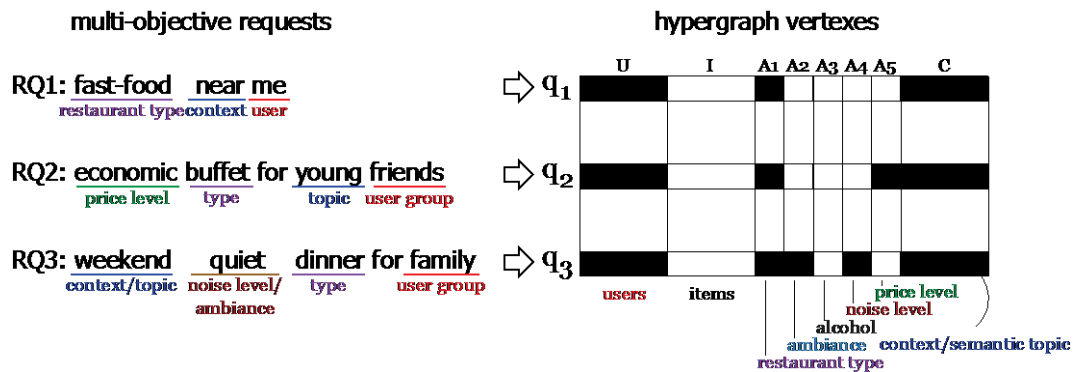 multi-objective requests
hypergraph vertexes
U I A1 A2 A3 A4 A5 C
RQ1: fast-food near me
restaurant type context user
q1
RQ2: economic buffet for young friends
price level type topic user group
q2
RQ3: weekend quiet dinner for family
context/topic noise level/ ambiance type user group
q3
users items price level
noise level
alcohol
ambiance context/semantic topic
restaurant type